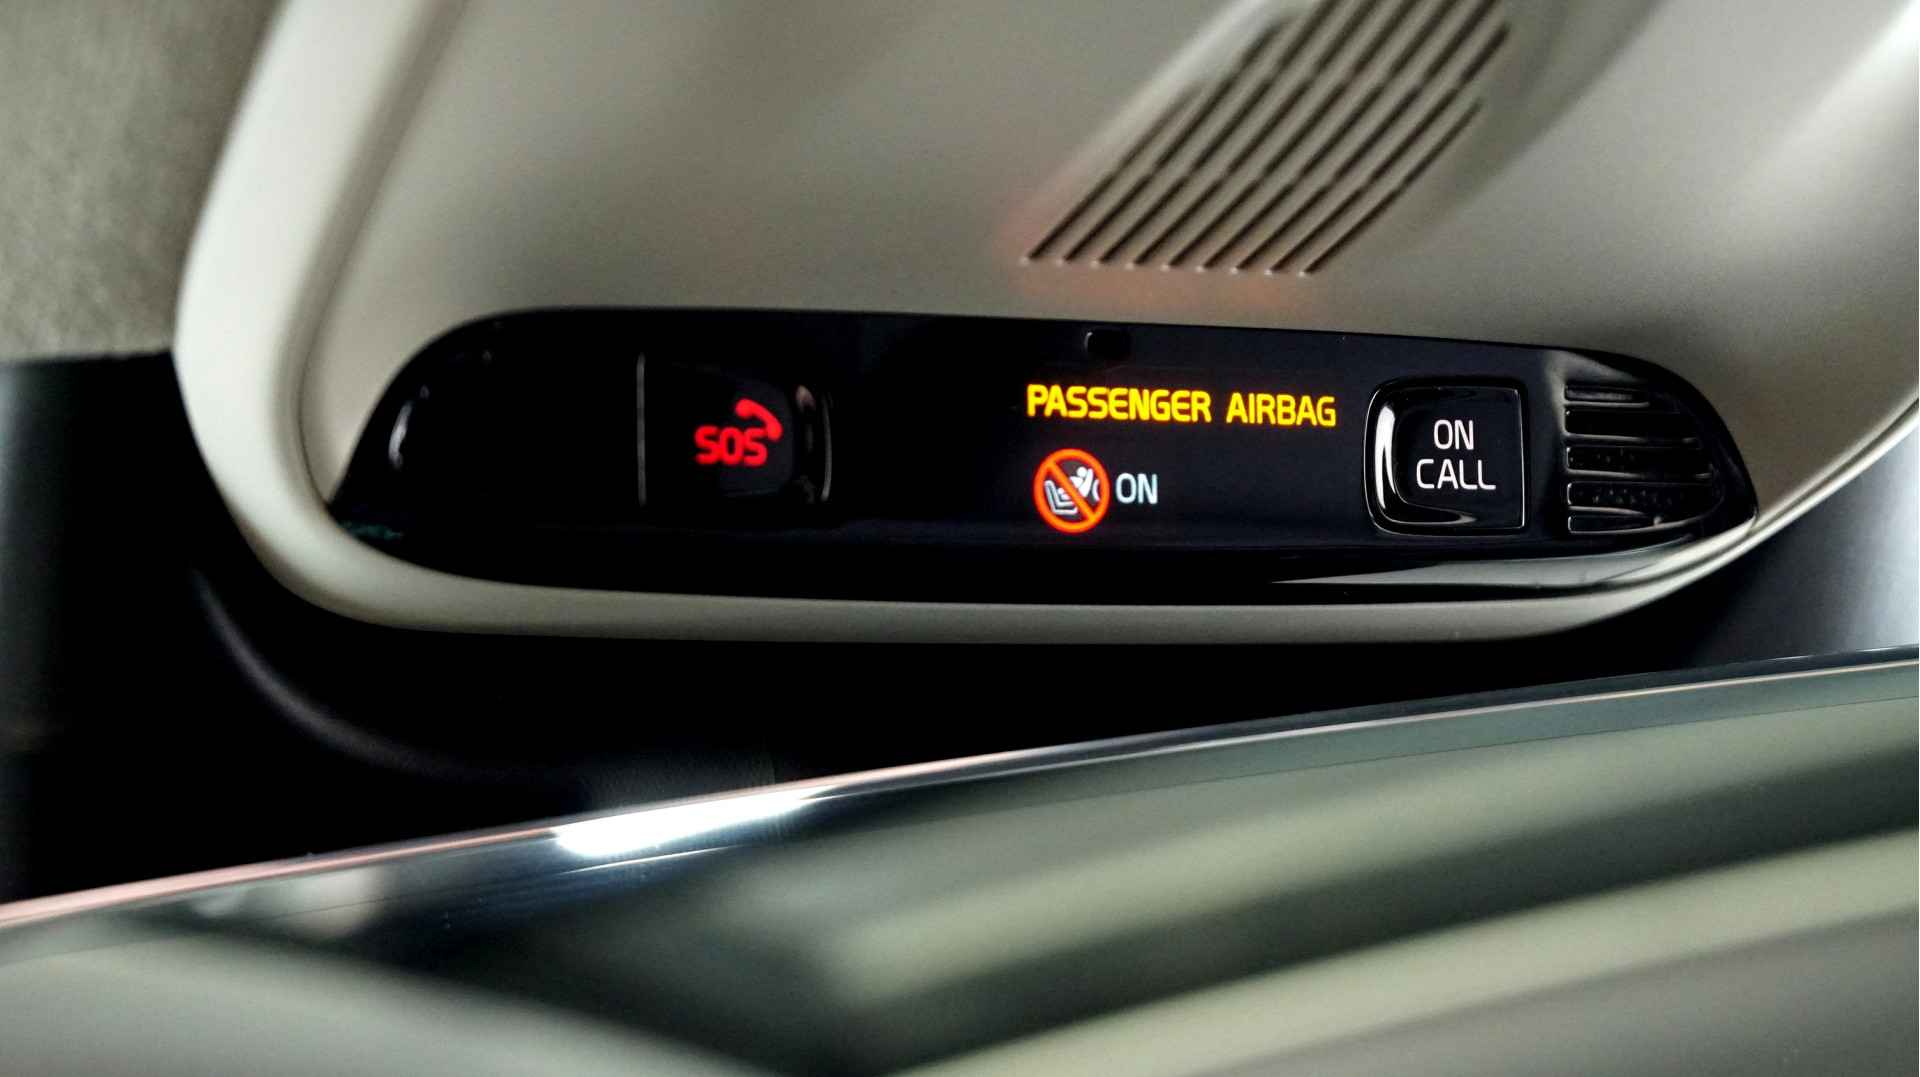 SOS
PASSENGER AIRBAG
ON
ON
CALL